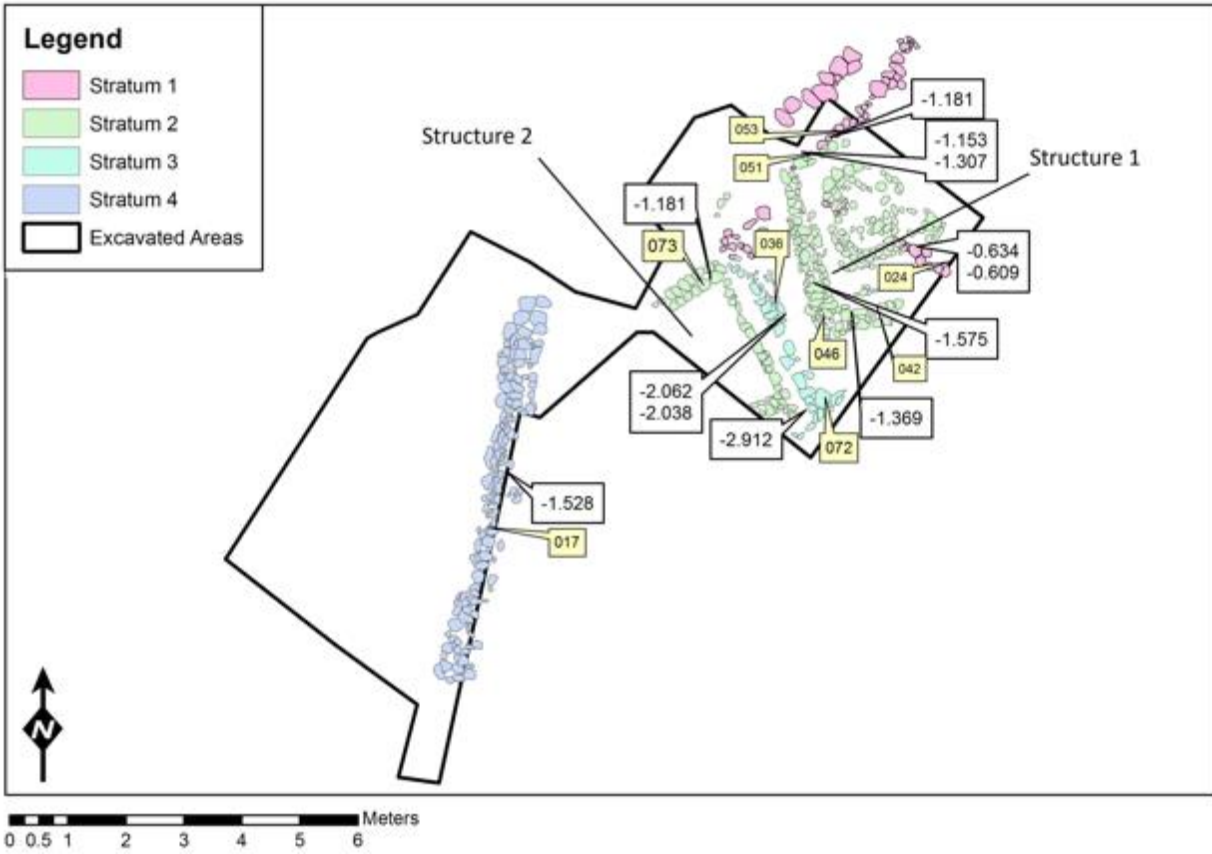 Legend
Stratum 1
Stratum 2
Stratum 3
Stratum 4
Excavated Areas
Structure 2
053
-1.181
051
-1.153
-1.307
Structure 1
-1.181
073
036
-0.634
-0.609
024
-1.575
046
042
-2.062
-2.038
-1.369
-2.912
072
-1.528
017
N
Meters
0 0.5 1 2 3 4 5 6